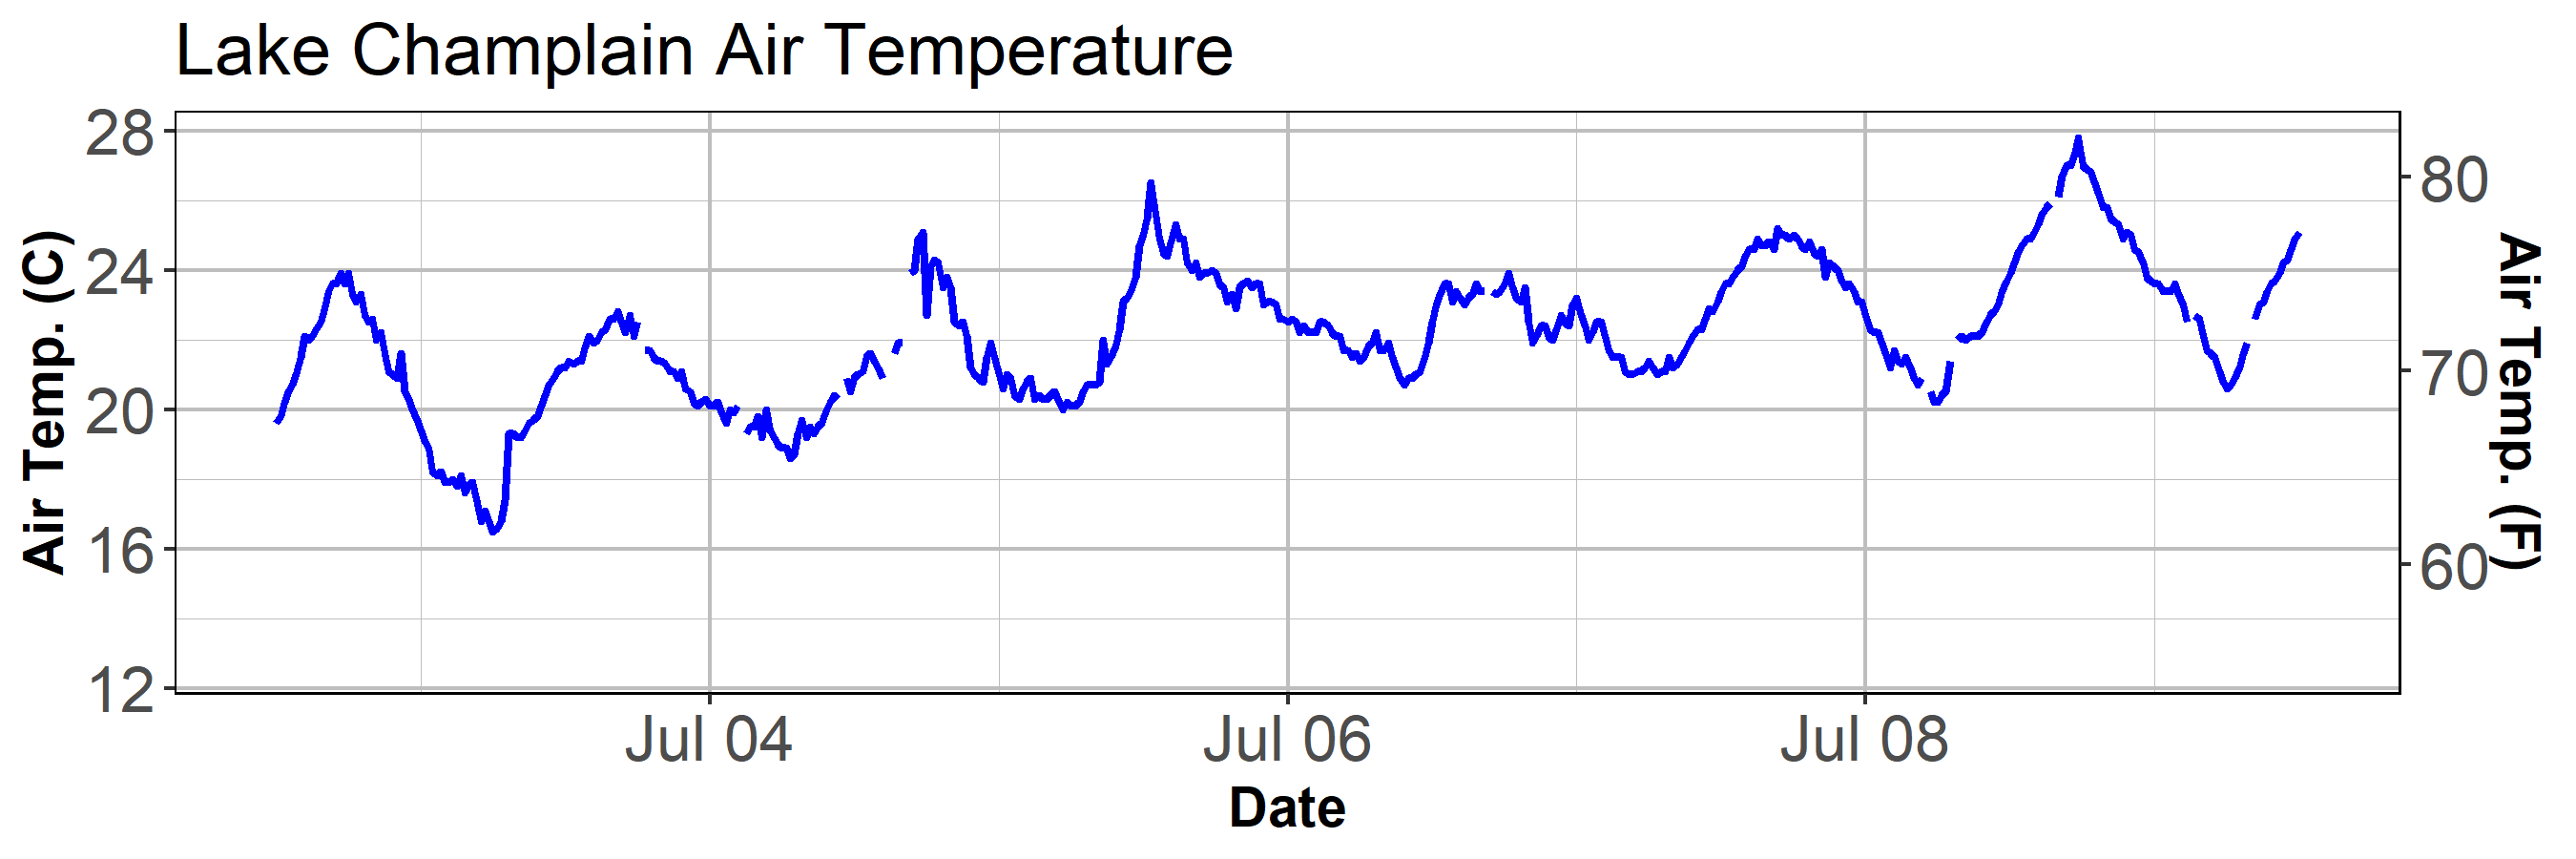 Lake Champlain Air Temperature
Air Temp. (C)
28
24
20
16
12
80
70
60
Air Temp. (F)
Jul 04 Jul 06 Jul 08
Date